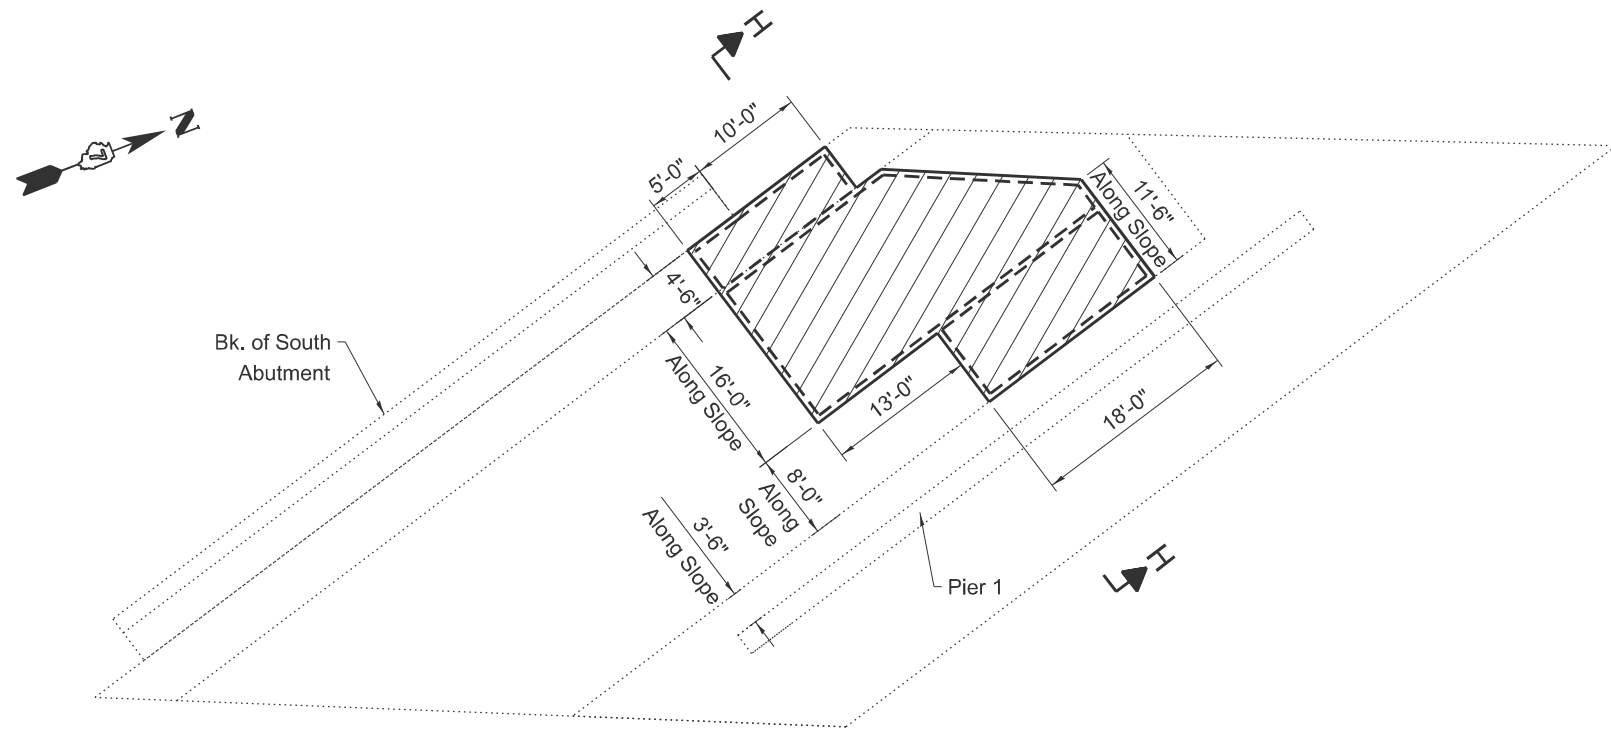 H
N
10'-0"
5'-0"
11'-6"
Along Slope
4'-6"
Bk. of South
Abutment
16'-0"
Along Slope
13'-0"
18'-0"
8'-0"
Along
Slope
3'-6"
Along Slope
Pier 1
H